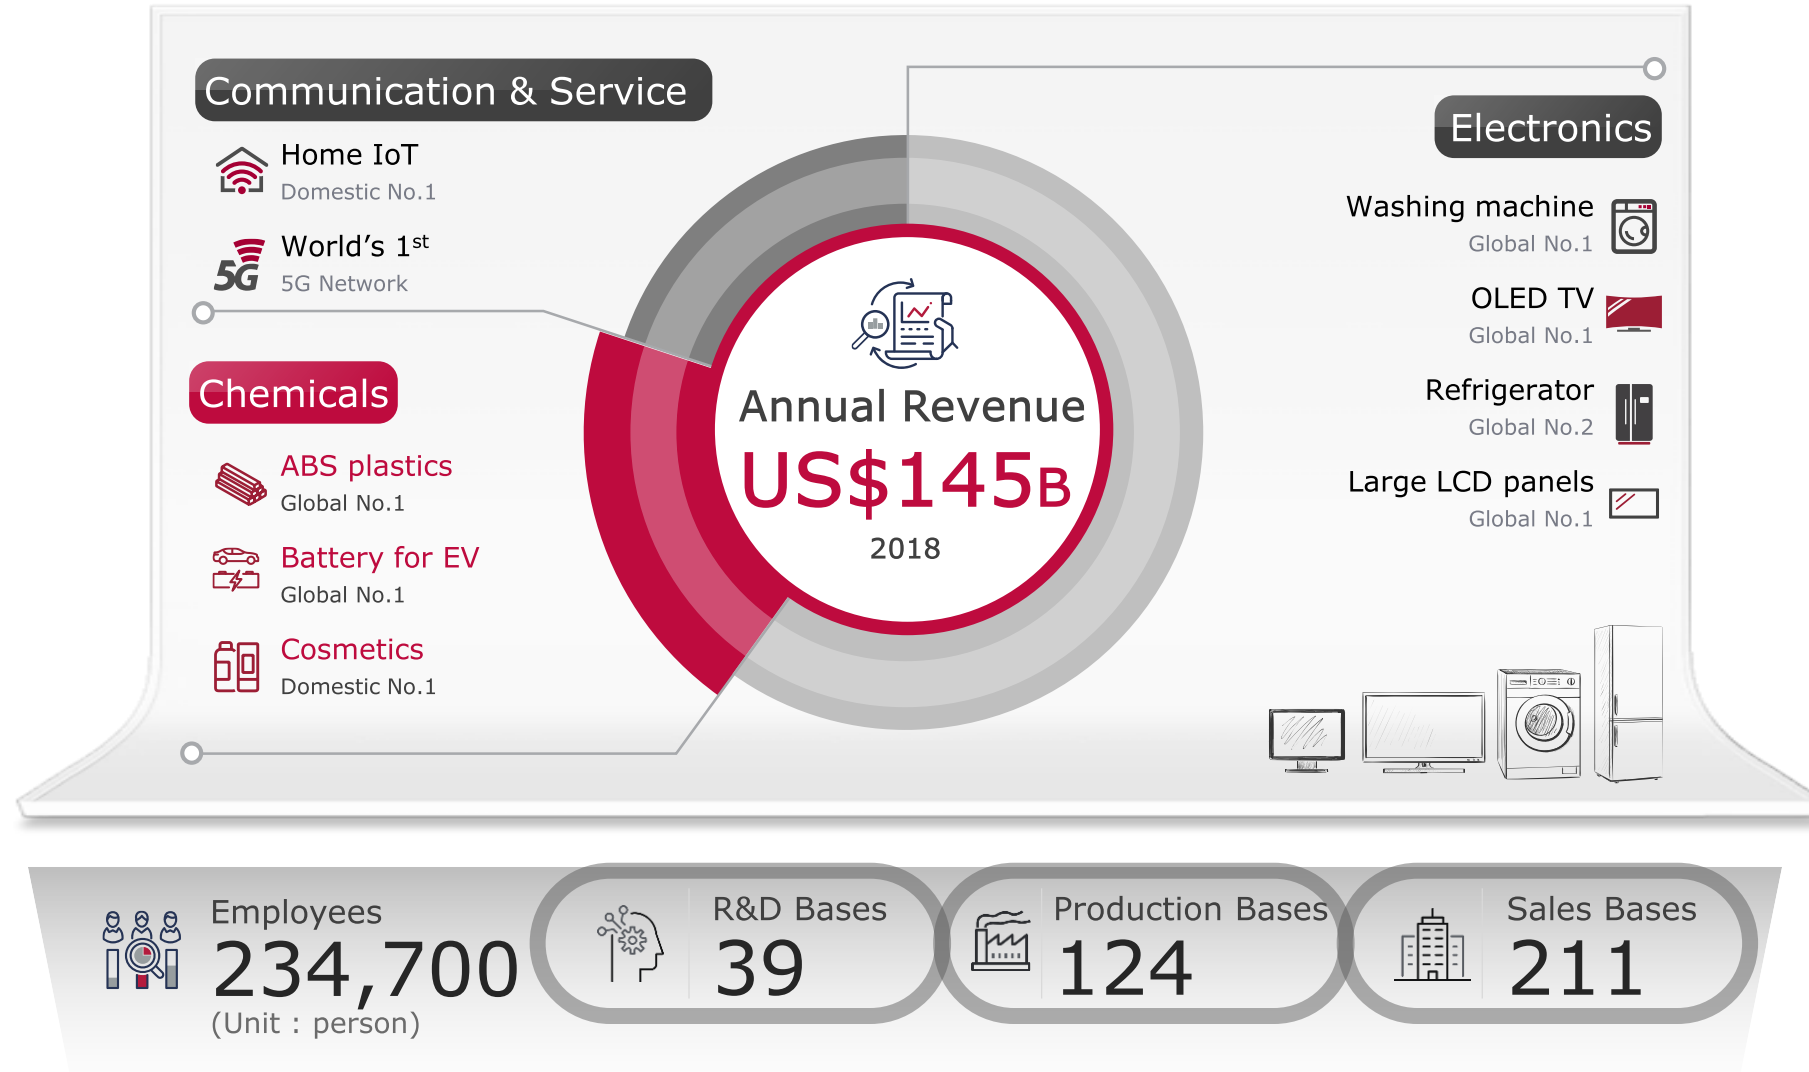 Communication & Service
Home IoT
Domestic No.1
World's 1st
5G
5G Network
Chemicals
ABS plastics
Global No.1
Battery for EV
Global No.1
Cosmetics
Domestic No.1
Annual Revenue
US$145B
2018
Electronics
Washing machine
Global No.1
OLED TV
Global No.1
Refrigerator
Global No.2
Large LCD panels
Global No.1
Employees
234,700
(Unit : person)
R&D Bases
39
Production Bases
124
Sales Bases
211